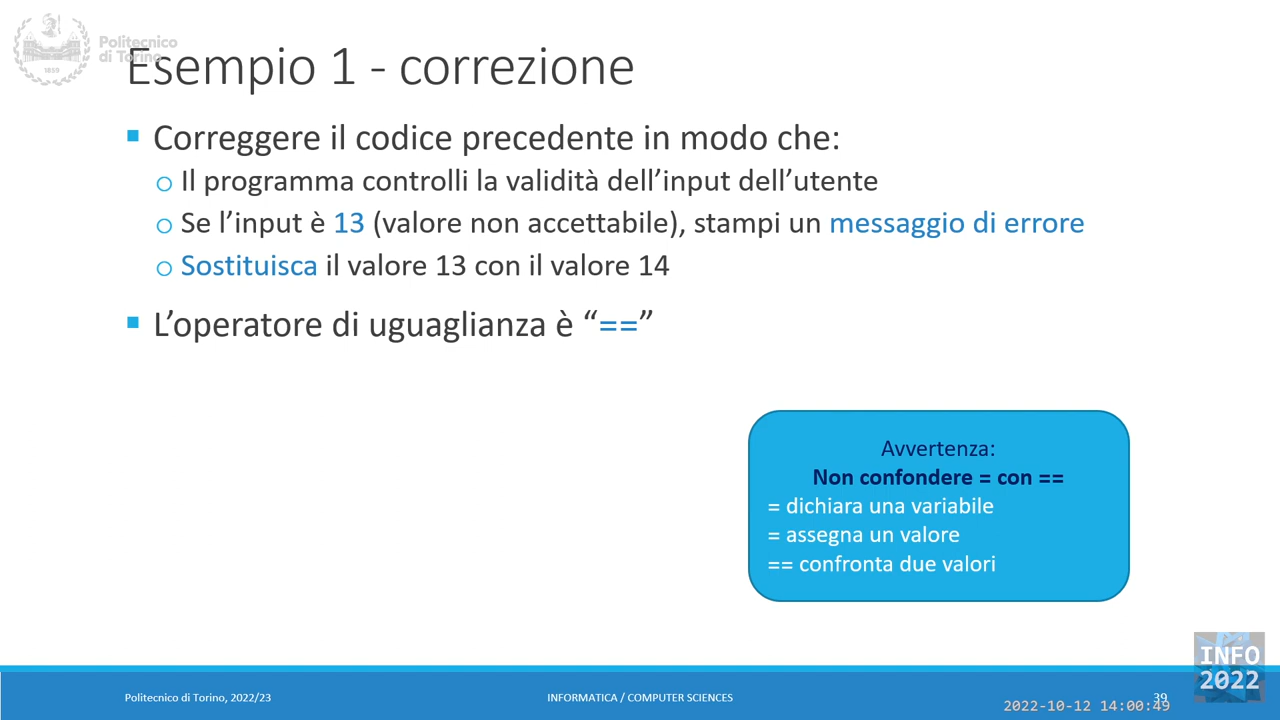 Politecnico
di Torino
1859
Esempio 1 - correzione
Correggere il codice precedente in modo che:
Il programma controlli la validità dell’input dell’utente
Se l’input è 13 (valore non accettabile), stampi un messaggio di errore
Sostituisca il valore 13 con il valore 14
L’operatore di uguaglianza è “==”
Avvertenza:
Non confondere = con ==
= dichiara una variabile
= assegna un valore
== confronta due valori
INFO
2022
Politecnico di Torino, 2022/23
INFORMATICA / COMPUTER SCIENCES
39
2022-10-12 14:00:49